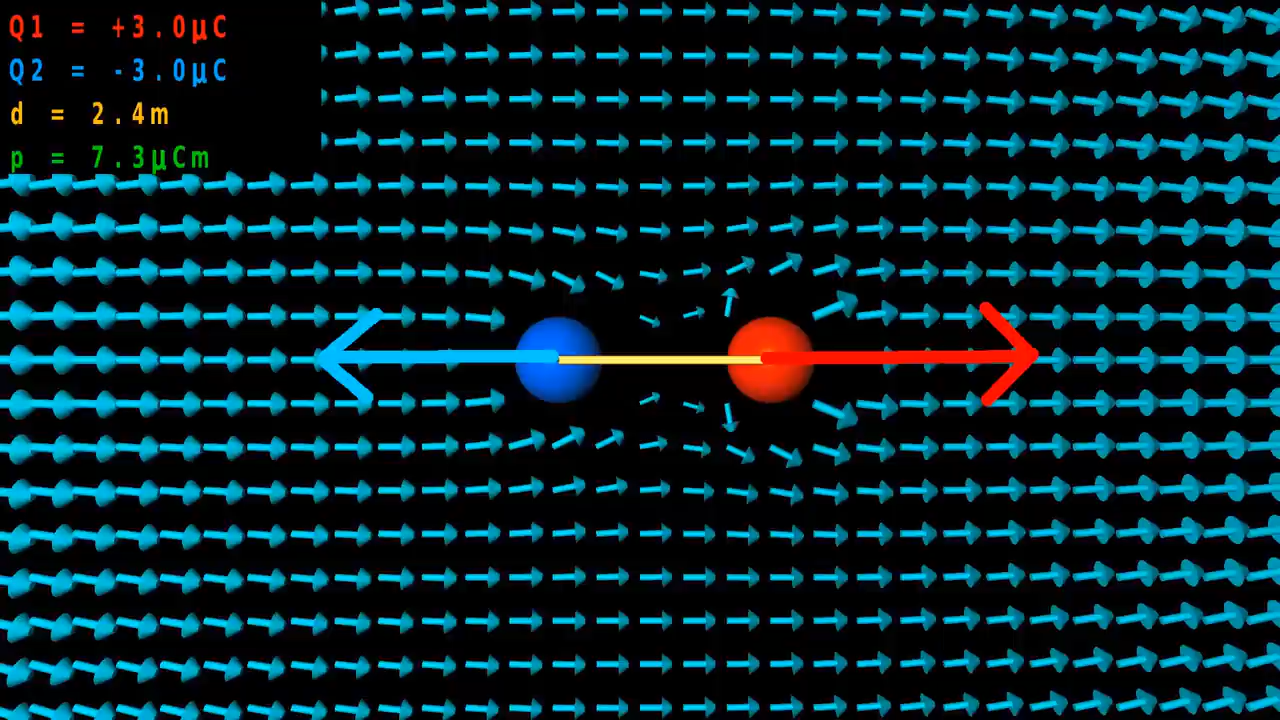 Q1 = +3.0µC
Q2 = -3.0µC
d = 2.4m
p = 7.3µCm